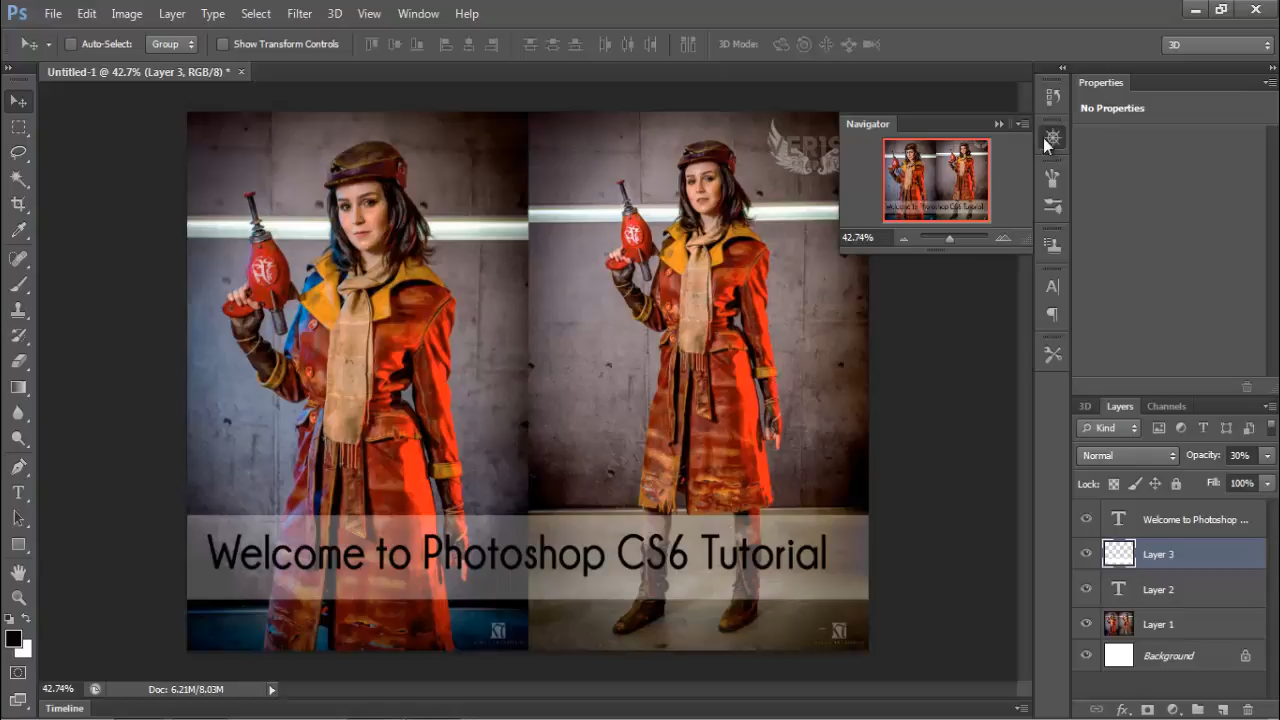 Ps File Edit Image Layer Type Select Filter 3D View Window Help
Auto-Select: Group Show Transform Controls 3D Mode: 3D
Untitled-1 @ 42.7% (Layer 3, RGB/8) *
Properties
No Properties
Navigator
42.74%
3D Layers Channels
Kind
Normal Opacity: 30%
Lock: Fill: 100%
Welcome to Photoshop ...
Layer 3
Layer 2
Layer 1
Background
Welcome to Photoshop CS6 Tutorial
42.74% Doc: 6.21M/8.03M
Timeline